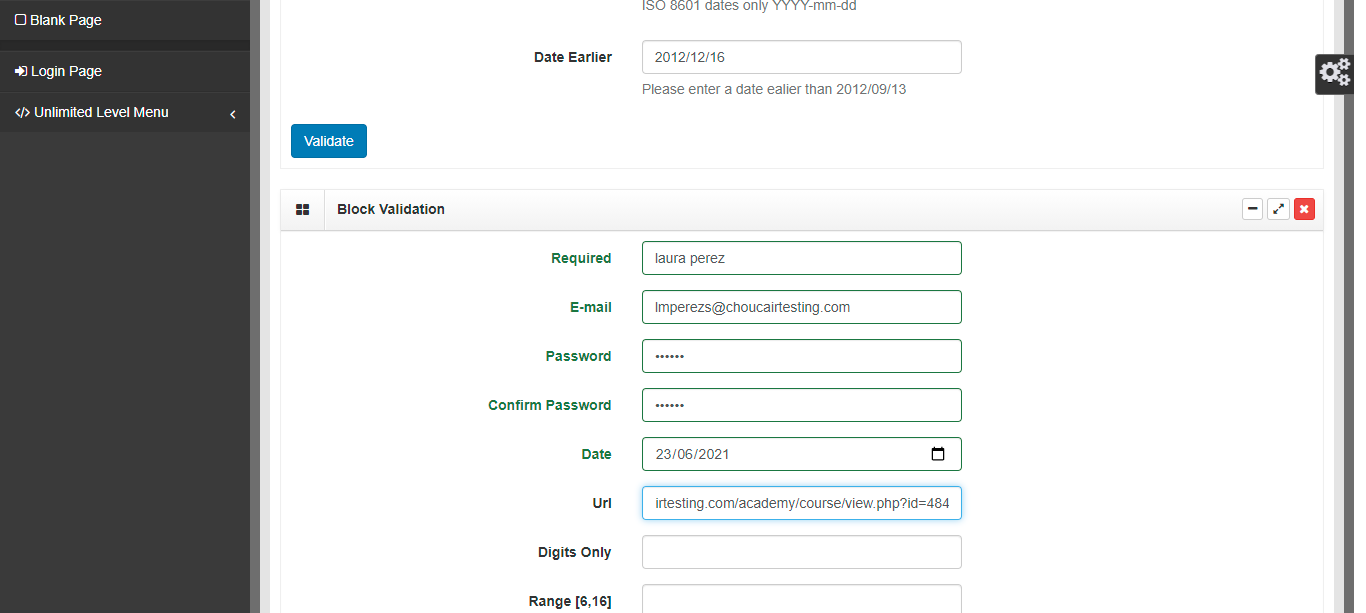 Blank Page
Login Page
Unlimited Level Menu
ISO 8601 dates only YYYY-mm-dd
Date Earlier 2012/12/16
Please enter a date ealier than 2012/09/13
Validate
Block Validation
Required laura perez
E-mail lmperezs@choucairtesting.com
Password ••••••
Confirm Password ••••••
Date 23/06/2021
Url irtesting.com/academy/course/view.php?id=484
Digits Only
Range [6,16]